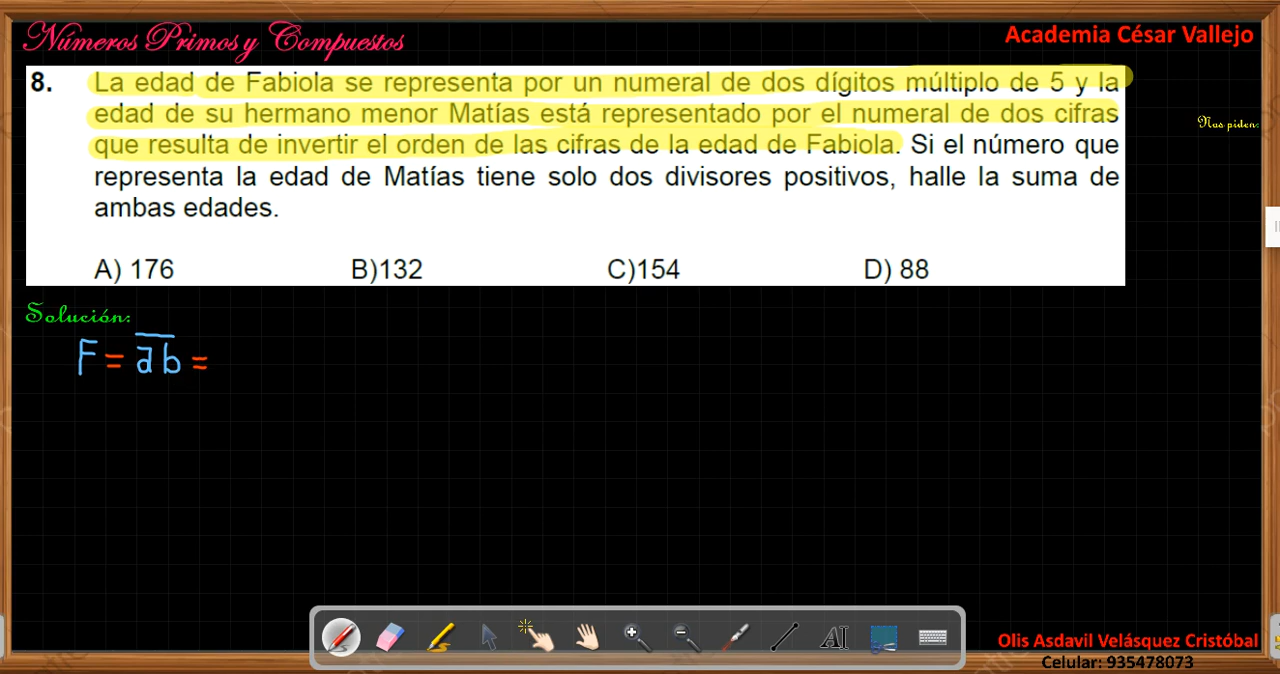 Números Primos y Compuestos
Academia César Vallejo
8. La edad de Fabiola se representa por un numeral de dos dígitos múltiplo de 5 y la
edad de su hermano menor Matías está representado por el numeral de dos cifras
que resulta de invertir el orden de las cifras de la edad de Fabiola. Si el número que
representa la edad de Matías tiene solo dos divisores positivos, halle la suma de
ambas edades.
Nus piden:
A) 176 B)132 C)154 D) 88
Solución:
F = ab =
AI
Olis Asdavil Velásquez Cristóbal
Celular: 935478073